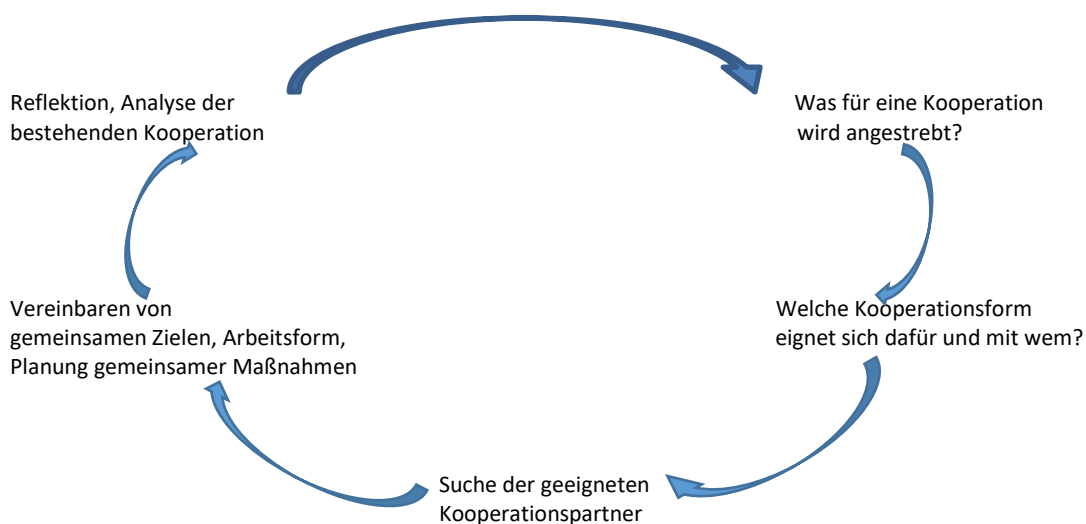 Reflektion, Analyse der
bestehenden Kooperation
Was für eine Kooperation
wird angestrebt?
Welche Kooperationsform
eignet sich dafür und mit wem?
Suche der geeigneten
Kooperationspartner
Vereinbaren von
gemeinsamen Zielen, Arbeitsform,
Planung gemeinsamer Maßnahmen